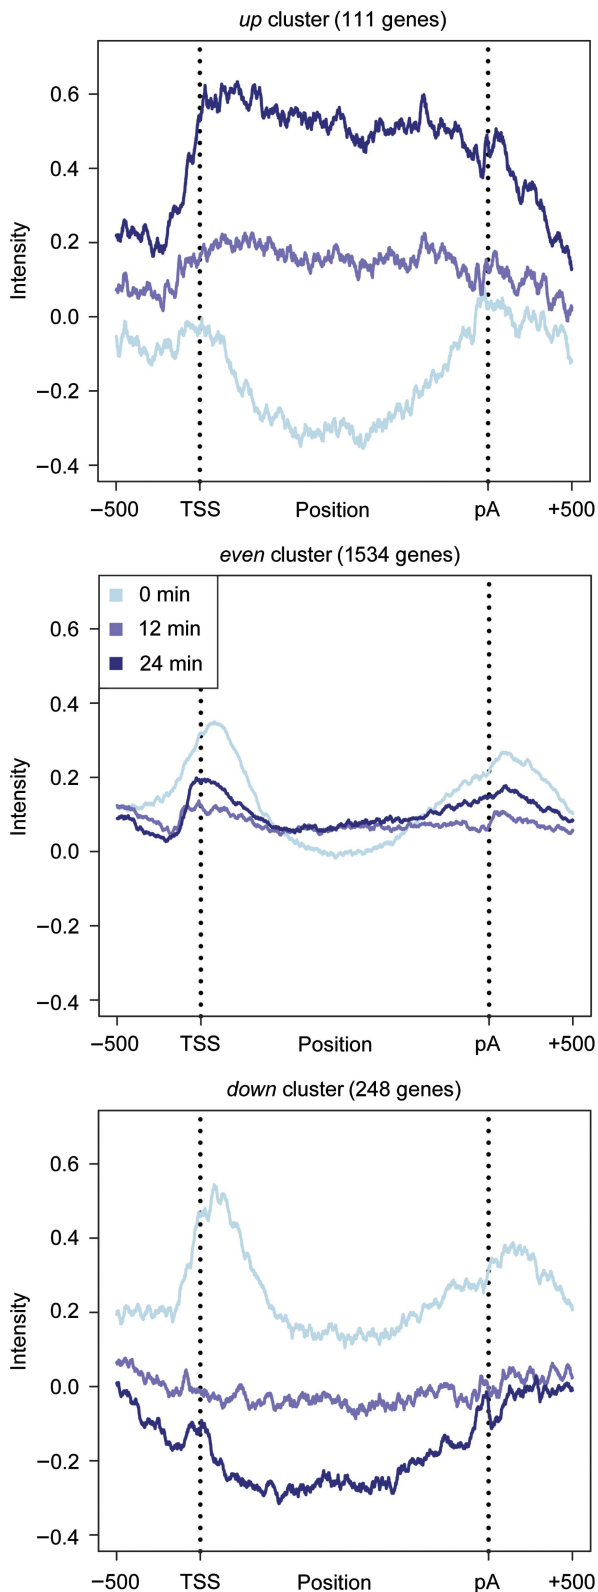 up cluster (111 genes)
0.6
0.4
0.2
0.0
−0.2
−0.4
Intensity
−500 TSS Position pA +500
even cluster (1534 genes)
0 min
12 min
24 min
0.6
0.4
0.2
0.0
−0.2
−0.4
Intensity
−500 TSS Position pA +500
down cluster (248 genes)
0.6
0.4
0.2
0.0
−0.2
−0.4
Intensity
−500 TSS Position pA +500